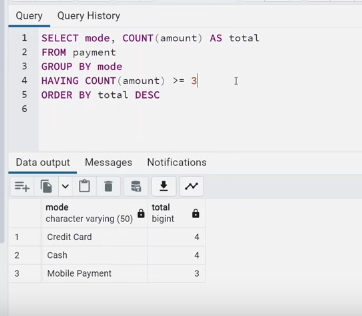 Query Query History
1 SELECT mode, COUNT(amount) AS total
2 FROM payment
3 GROUP BY mode
4 HAVING COUNT(amount) >= 3
5 ORDER BY total DESC
6
Data output Messages Notifications
mode total
character varying (50) bigint
1 Credit Card 4
2 Cash 4
3 Mobile Payment 3